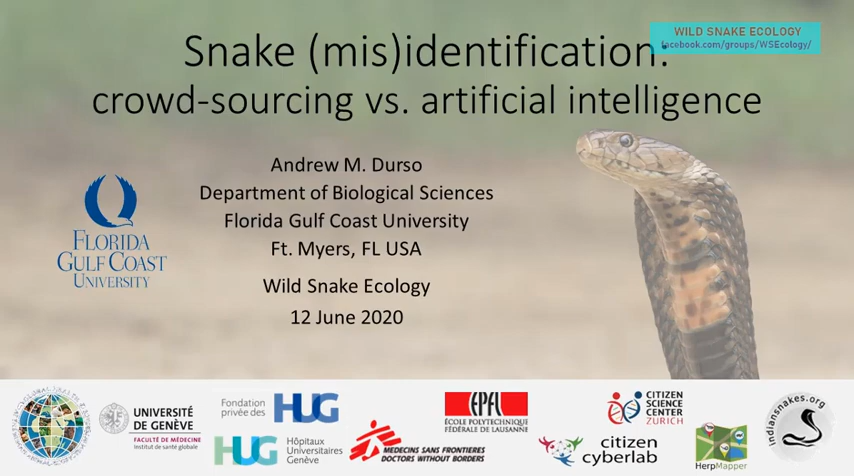 WILD SNAKE ECOLOGY
facebook.com/groups/WSEcology/
Snake (mis)identification:
crowd-sourcing vs. artificial intelligence
Andrew M. Durso
Department of Biological Sciences
Florida Gulf Coast University
Ft. Myers, FL USA
Wild Snake Ecology
12 June 2020
FLORIDA
GULF COAST
UNIVERSITY
UNIVERSITÉ
DE GENÈVE
FACULTÉ DE MÉDECINE
Institut de santé globale
Fondation
privée des
HUG
HUG
Hôpitaux
Universitaires
Genève
MEDECINS SANS FRONTIERES
DOCTORS WITHOUT BORDERS
EPFL
ÉCOLE POLYTECHNIQUE
FÉDÉRALE DE LAUSANNE
CITIZEN
SCIENCE
CENTER
ZURICH
citizen
cyberlab
HerpMapper
indiansnakes.org